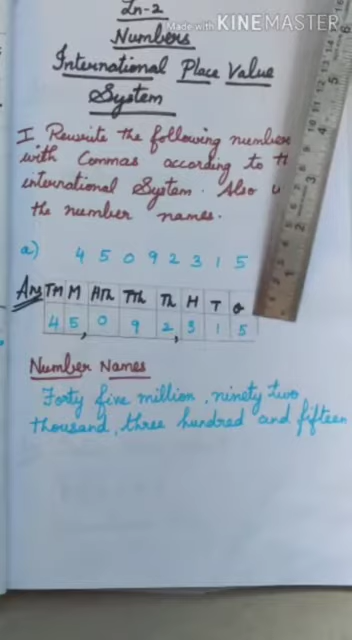 Ln-2
Made with KINEMASTER
Numbers
International Place Value
System
I Rewrite the following number
with Commas according to th
international System. Also
the number names.
a) 4 5 0 9 2 3 1 5
Ans TM M HTh TTh Th H T O
4 5, 0 9 2, 3 1 5
Number Names
Forty five million, ninety two
thousand, three hundred and fifteen